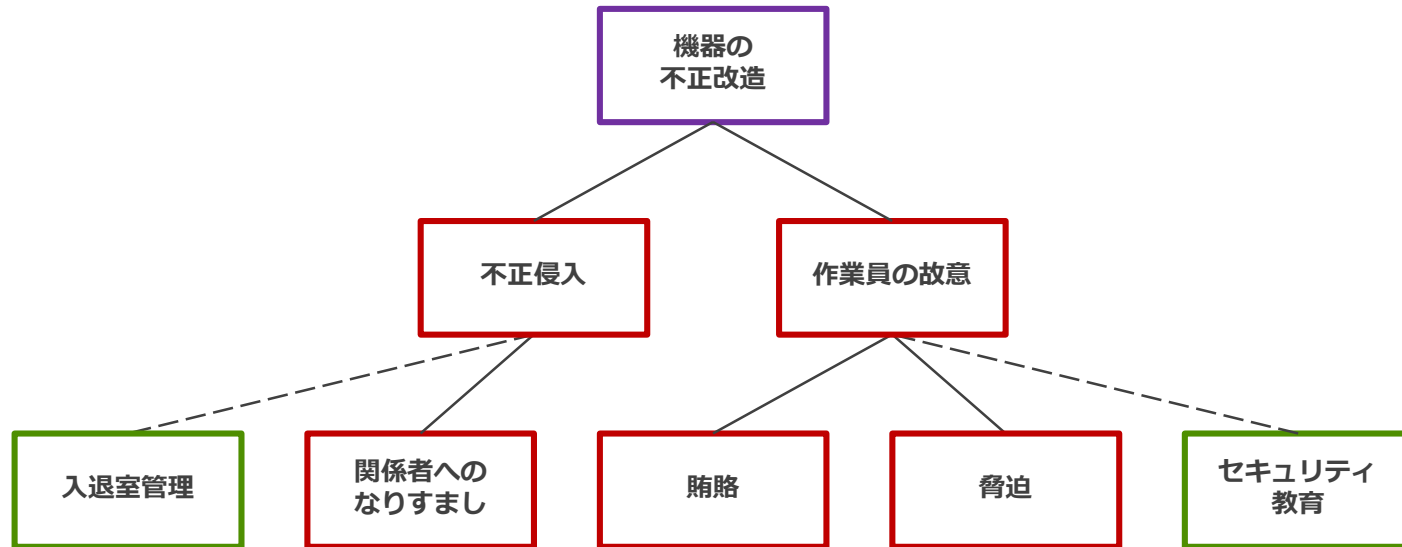 機器の
不正改造
不正侵入
作業員の故意
入退室管理
関係者への
なりすまし
賄賂
脅迫
セキュリティ
教育